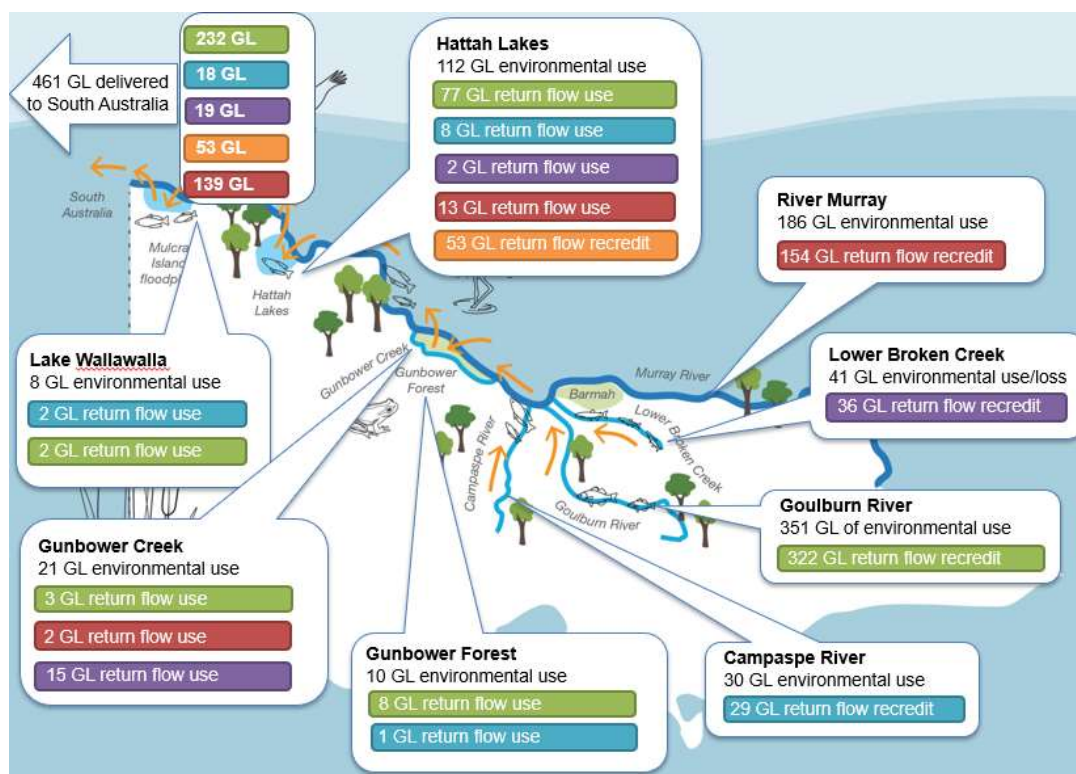 461 GL delivered
to South Australia
232 GL
18 GL
19 GL
53 GL
139 GL
Hattah Lakes
112 GL environmental use
77 GL return flow use
8 GL return flow use
2 GL return flow use
13 GL return flow use
53 GL return flow recredit
River Murray
186 GL environmental use
154 GL return flow recredit
South
Australia
Mulcra
Island
Hattah
Lakes
Lake Wallawalla
8 GL environmental use
2 GL return flow use
2 GL return flow use
Gunbower Creek
Gunbower
Forest
Murray River
Barmah
Lower Broken Creek
Campaspe River
Goulburn River
Lower Broken Creek
41 GL environmental use/loss
36 GL return flow recredit
Goulburn River
351 GL of environmental use
322 GL return flow recredit
Gunbower Creek
21 GL environmental use
3 GL return flow use
2 GL return flow use
15 GL return flow use
Gunbower Forest
10 GL environmental use
8 GL return flow use
1 GL return flow use
Campaspe River
30 GL environmental use
29 GL return flow recredit